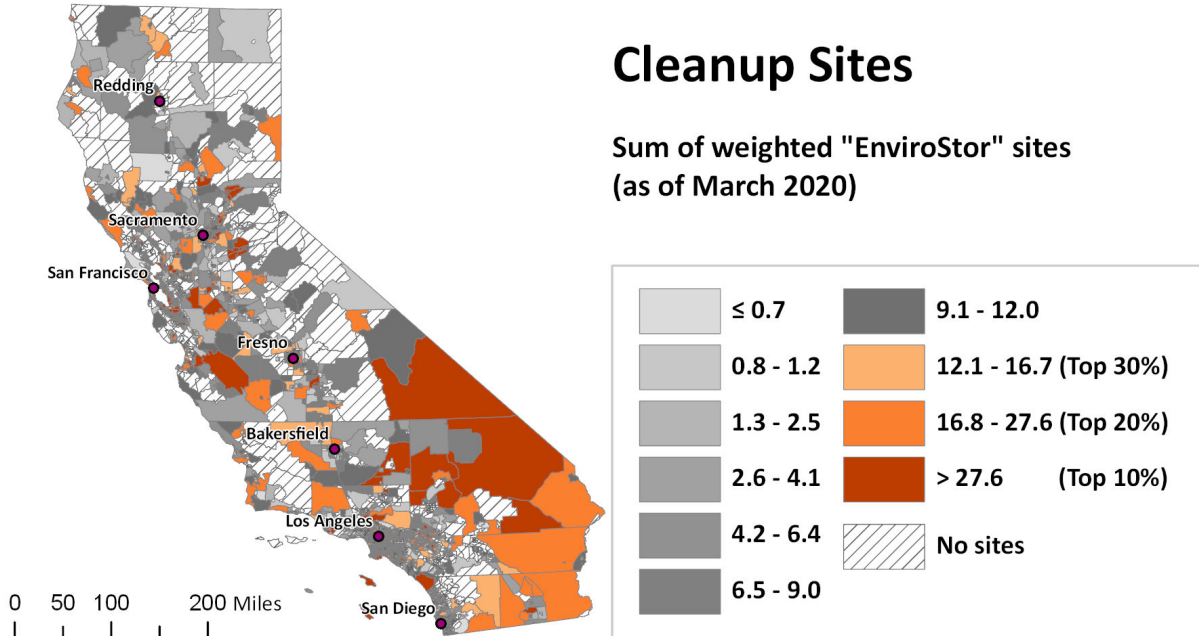 Cleanup Sites
Sum of weighted "EnviroStor" sites
(as of March 2020)
Redding
Sacramento
San Francisco
Fresno
Bakersfield
Los Angeles
San Diego
0 50 100 200 Miles
≤ 0.7
0.8 - 1.2
1.3 - 2.5
2.6 - 4.1
4.2 - 6.4
6.5 - 9.0
9.1 - 12.0
12.1 - 16.7 (Top 30%)
16.8 - 27.6 (Top 20%)
> 27.6 (Top 10%)
No sites